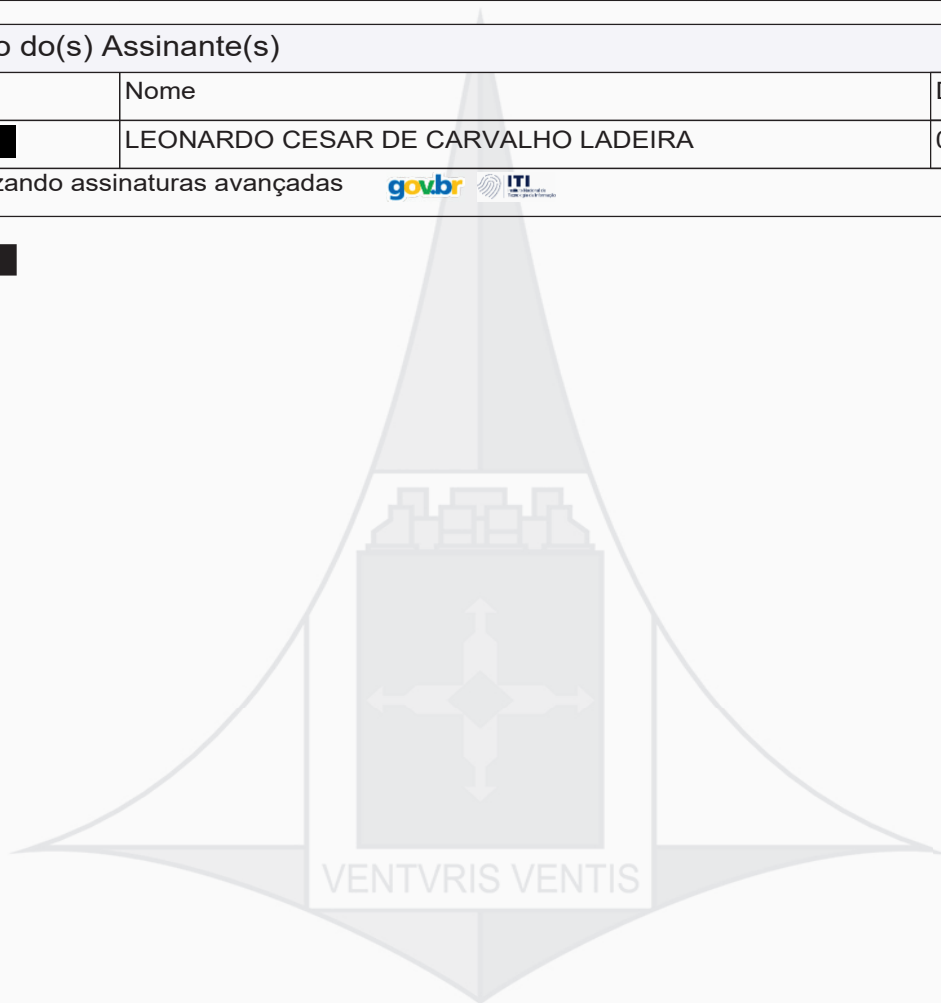 o do(s) Assinante(s)
Nome
LEONARDO CESAR DE CARVALHO LADEIRA
zando assinaturas avançadas gov.br ITI
VENTVRIS VENTIS